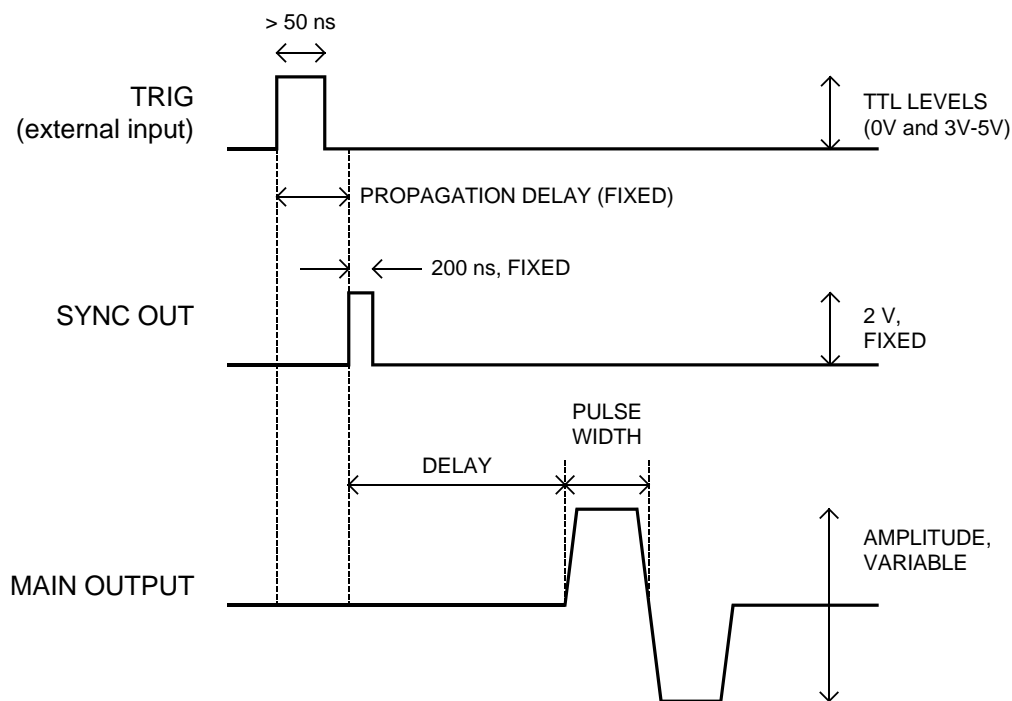 > 50 ns
TRIG
(external input)
TTL LEVELS
(0V and 3V-5V)
PROPAGATION DELAY (FIXED)
200 ns, FIXED
SYNC OUT
2 V,
FIXED
PULSE
WIDTH
DELAY
AMPLITUDE,
VARIABLE
MAIN OUTPUT